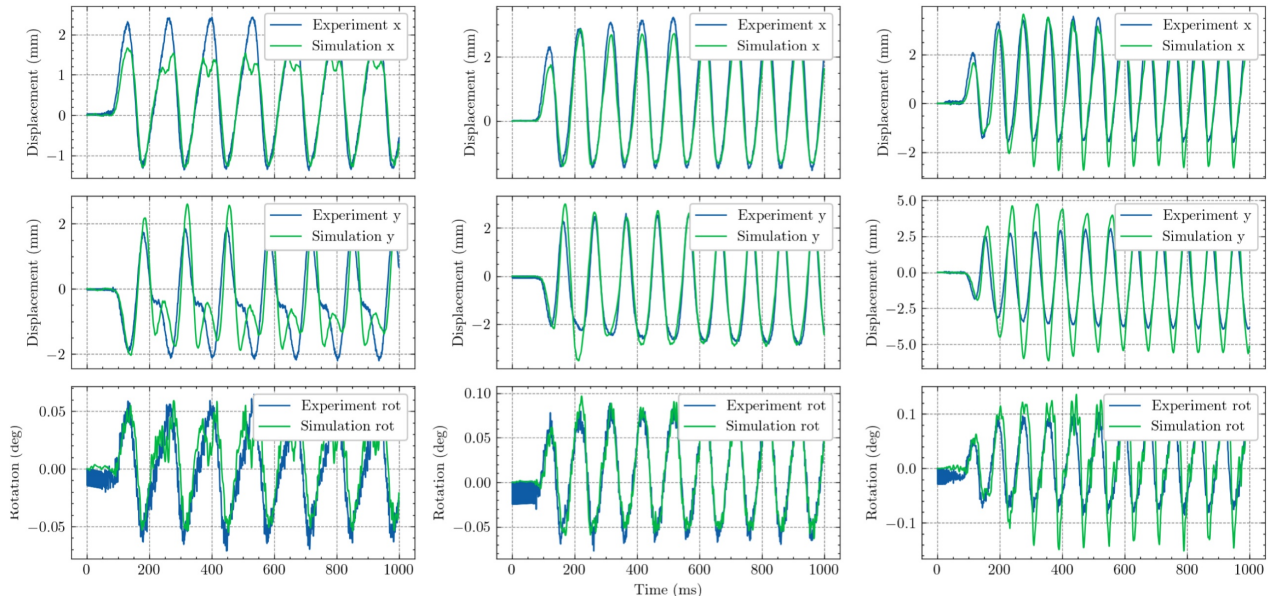 Experiment x
Simulation x
Displacement (mm)
2
1
0
−1
Experiment x
Simulation x
Displacement (mm)
2
0
Experiment x
Simulation x
Displacement (mm)
2
0
−2
Experiment y
Simulation y
Displacement (mm)
2
0
−2
Experiment y
Simulation y
Displacement (mm)
2
0
−2
Experiment y
Simulation y
Displacement (mm)
5.0
2.5
0.0
−2.5
−5.0
Experiment rot
Simulation rot
Rotation (deg)
0.05
0.00
−0.05
0 200 400 600 800 1000
Experiment rot
Simulation rot
Rotation (deg)
0.10
0.05
0.00
−0.05
0 200 400 600 800 1000
Experiment rot
Simulation rot
Rotation (deg)
0.1
0.0
−0.1
0 200 400 600 800 1000
Time (ms)